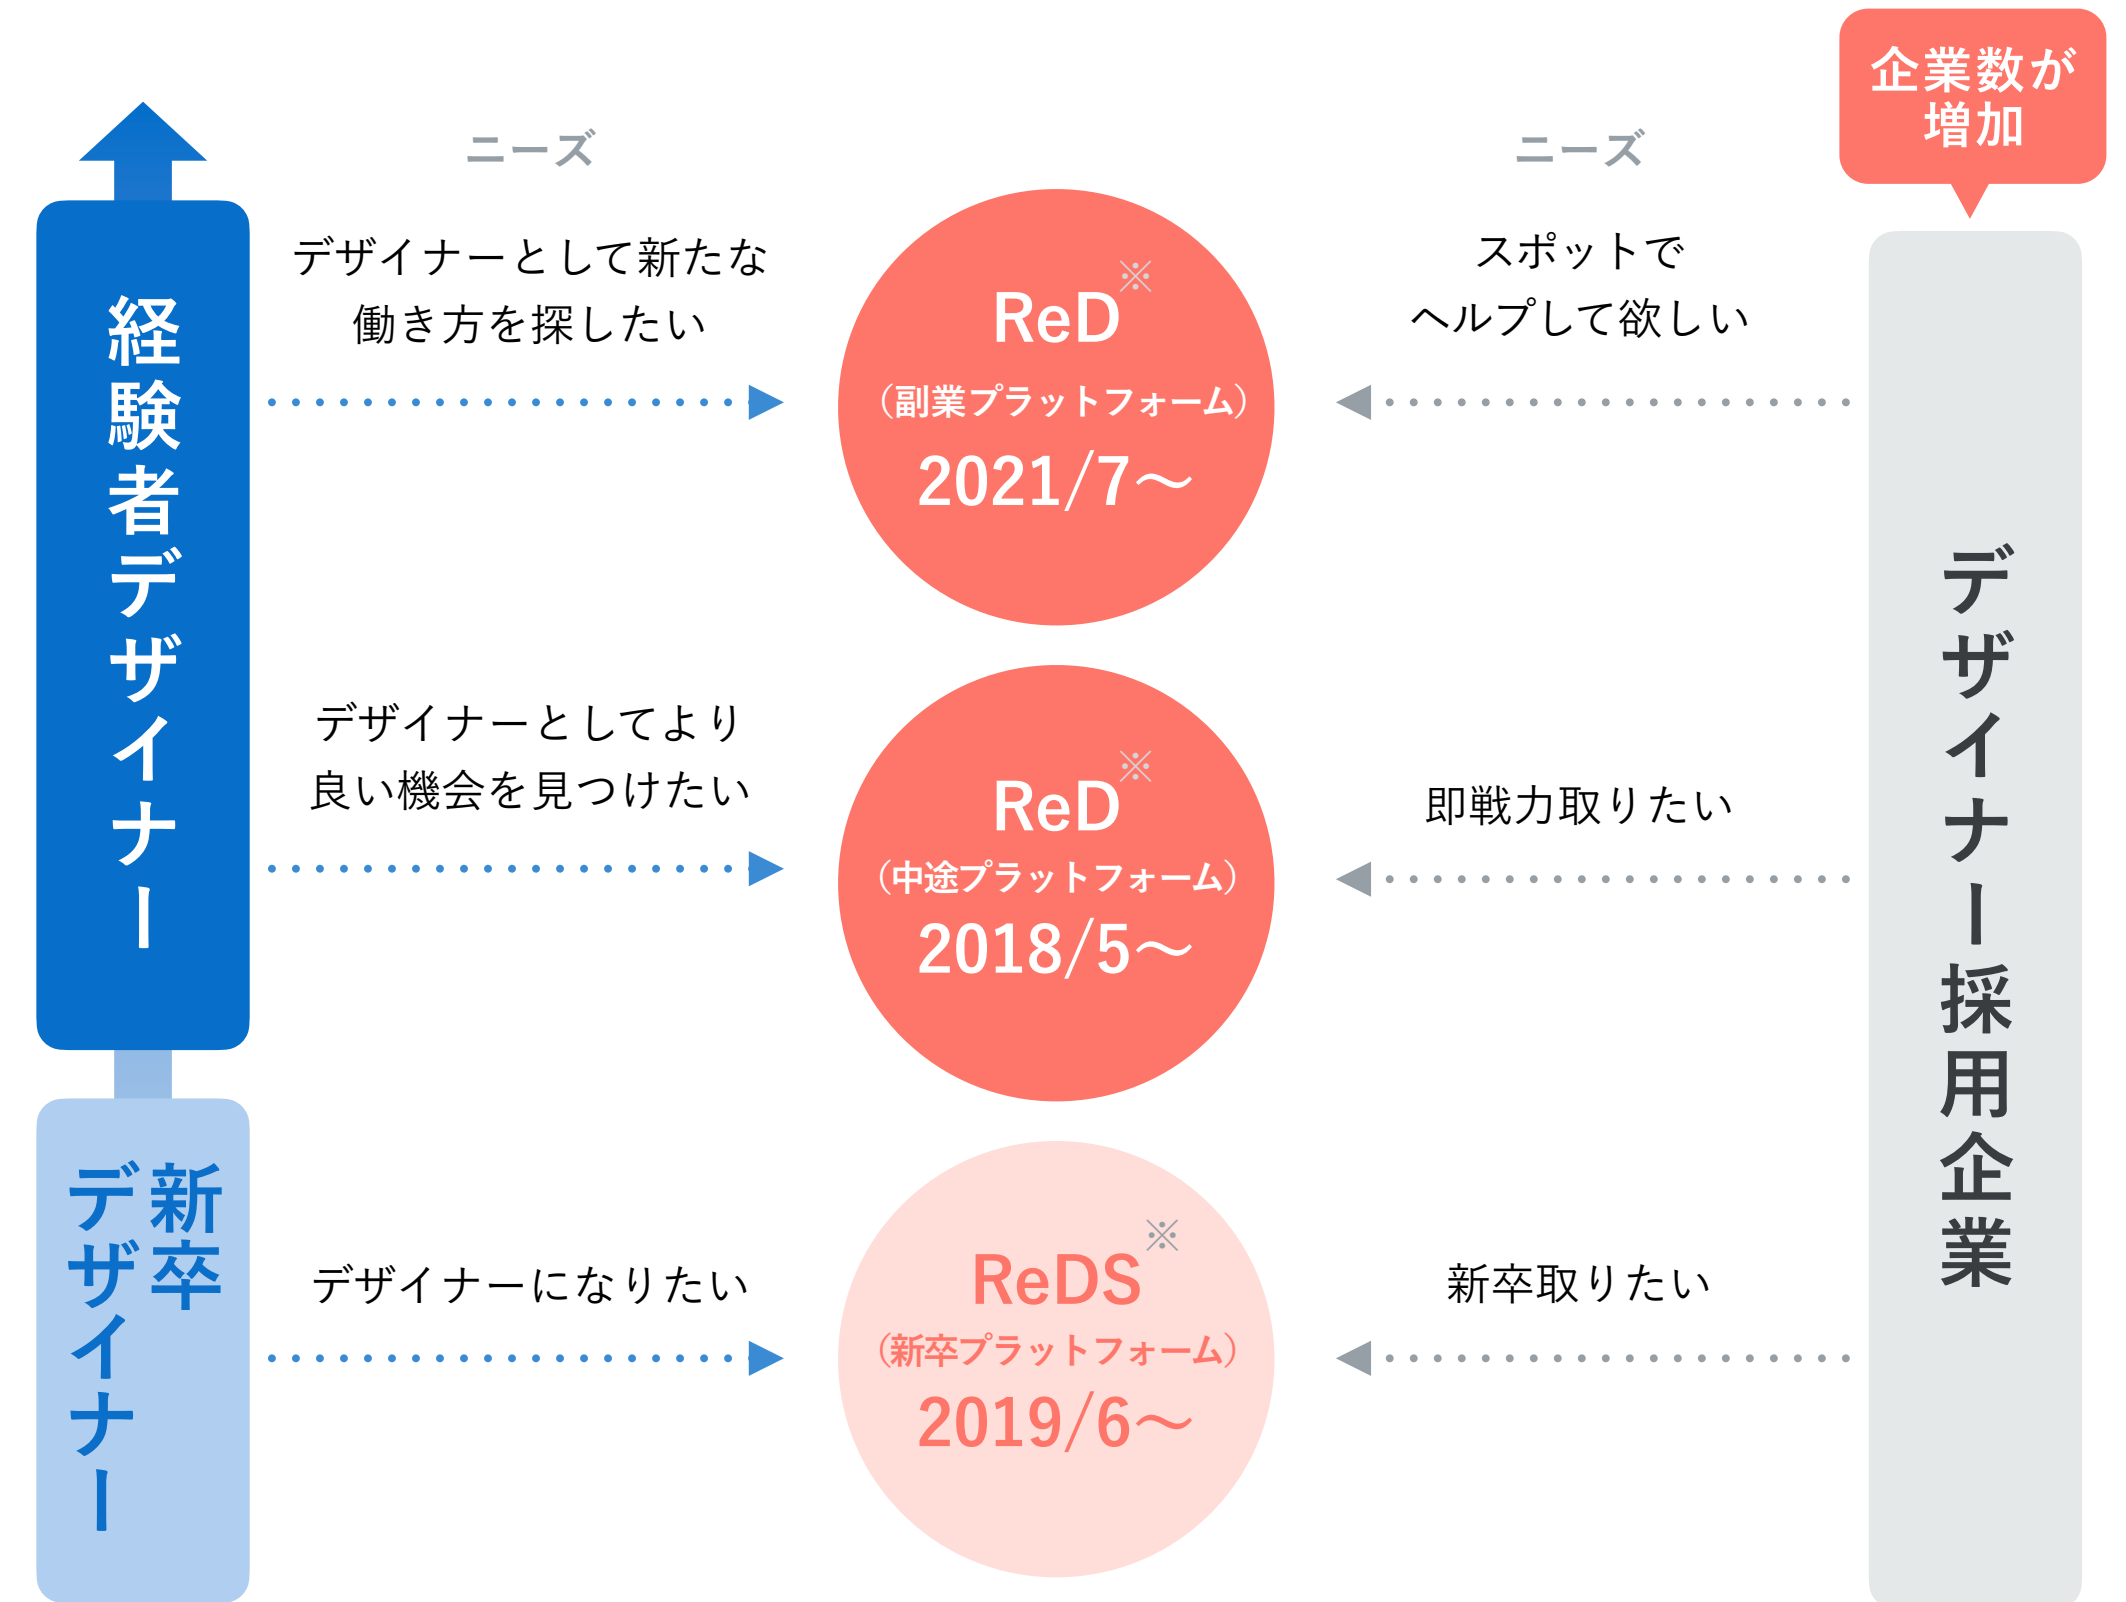 企業数が
増加
ニーズ
ニーズ
経験者デザイナー
デザイナーとして新たな
働き方を探したい
ReD※
（副業プラットフォーム）
2021/7〜
スポットで
ヘルプして欲しい
デザイナーとしてより
良い機会を見つけたい
ReD※
（中途プラットフォーム）
2018/5〜
即戦力取りたい
新卒
デザイナー
デザイナーになりたい
ReDS※
（新卒プラットフォーム）
2019/6〜
新卒取りたい
デザイナー採用企業